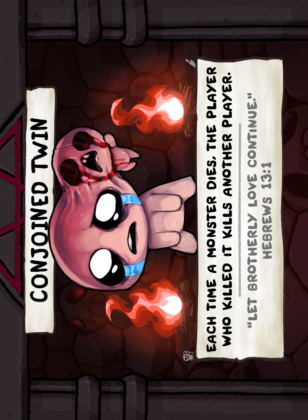 CONJOINED TWIN
EACH TIME A MONSTER DIES, THE PLAYER
WHO KILLED IT KILLS ANOTHER PLAYER.
"LET BROTHERLY LOVE CONTINUE."
HEBREWS 13:1